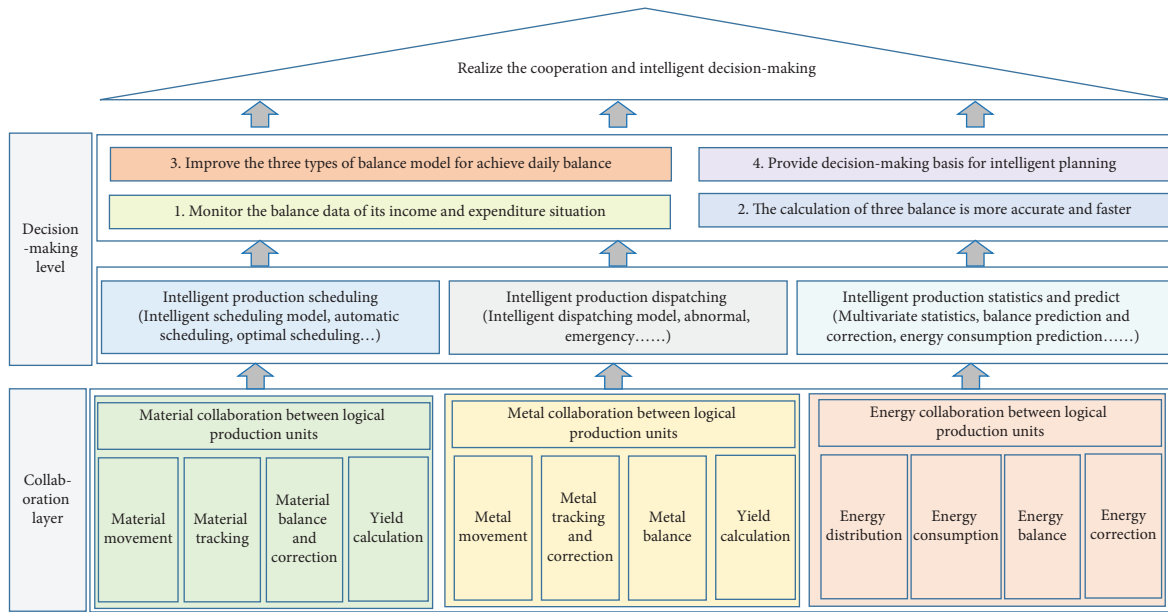 Realize the cooperation and intelligent decision-making
Decision
-making
level
3. Improve the three types of balance model for achieve daily balance
4. Provide decision-making basis for intelligent planning
1. Monitor the balance data of its income and expenditure situation
2. The calculation of three balance is more accurate and faster
Intelligent production scheduling
(Intelligent scheduling model, automatic
scheduling, optimal scheduling…)
Intelligent production dispatching
(Intelligent dispatching model, abnormal,
emergency……)
Intelligent production statistics and predict
(Multivariate statistics, balance prediction and
correction, energy consumption prediction……)
Collab-
oration
layer
Material collaboration between logical
production units
Material
movement
Material
tracking
Material
balance
and
correction
Yield
calculation
Metal collaboration between logical
production units
Metal
movement
Metal
tracking
and
correction
Metal
balance
Yield
calculation
Energy collaboration between logical
production units
Energy
distribution
Energy
consumption
Energy
balance
Energy
correction